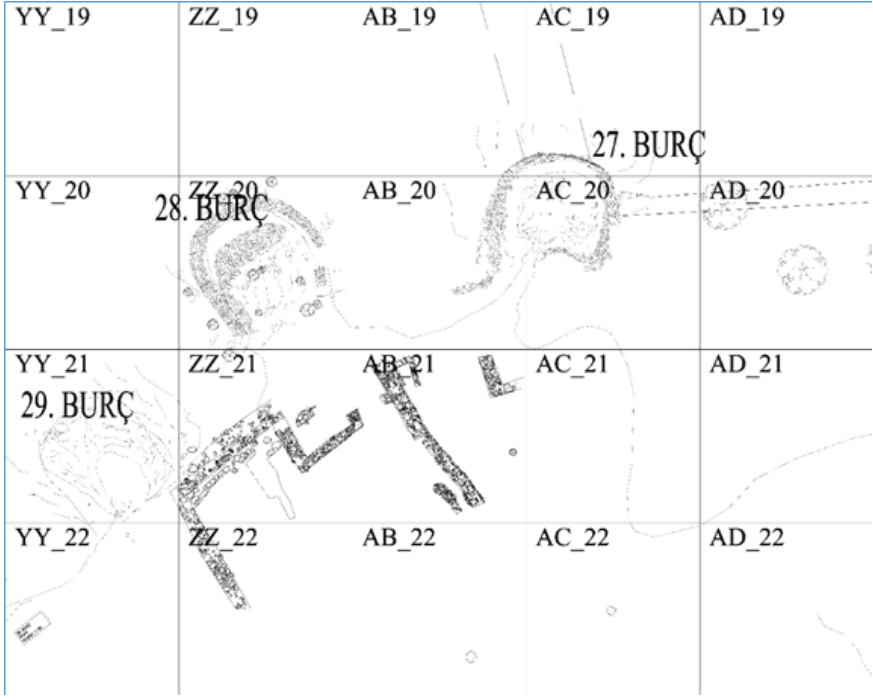 YY_19 ZZ_19 AB_19 AC_19 AD_19
27. BURÇ
YY_20 ZZ_20 AB_20 AC_20 AD_20
28. BURÇ
YY_21 ZZ_21 AB_21 AC_21 AD_21
29. BURÇ
YY_22 ZZ_22 AB_22 AC_22 AD_22